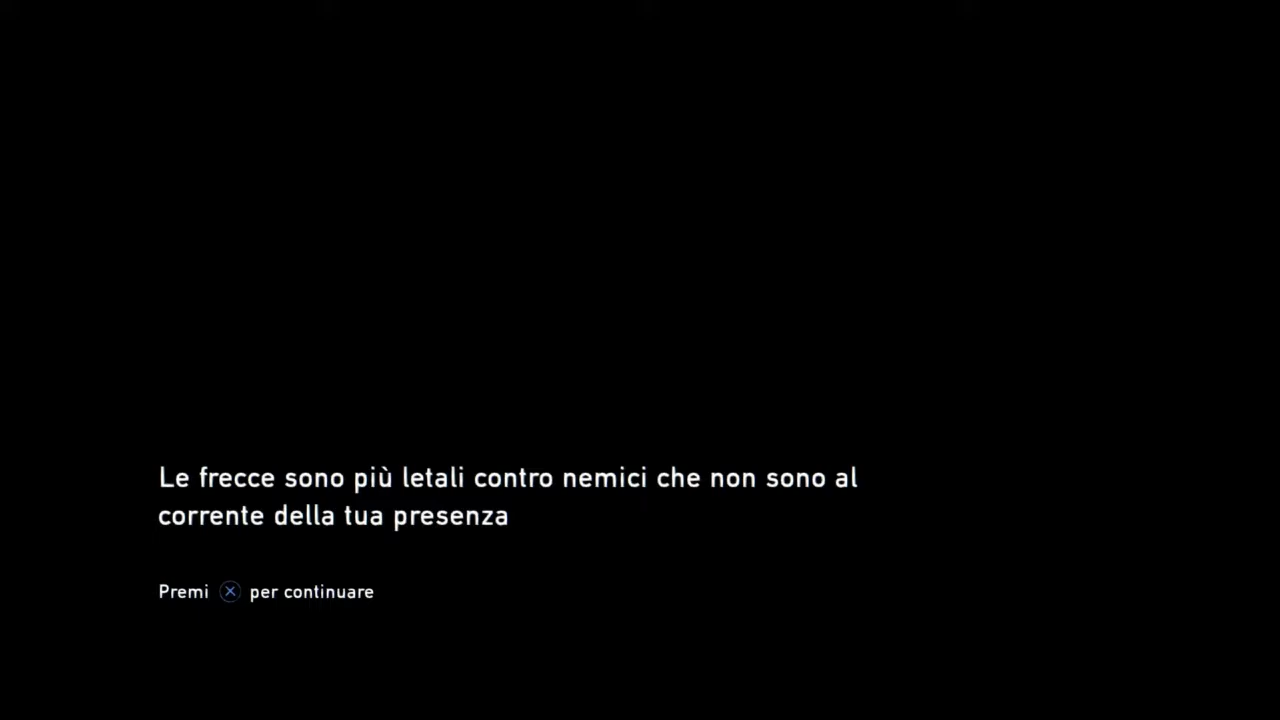 Le frecce sono più letali contro nemici che non sono al
corrente della tua presenza
Premi ✕ per continuare